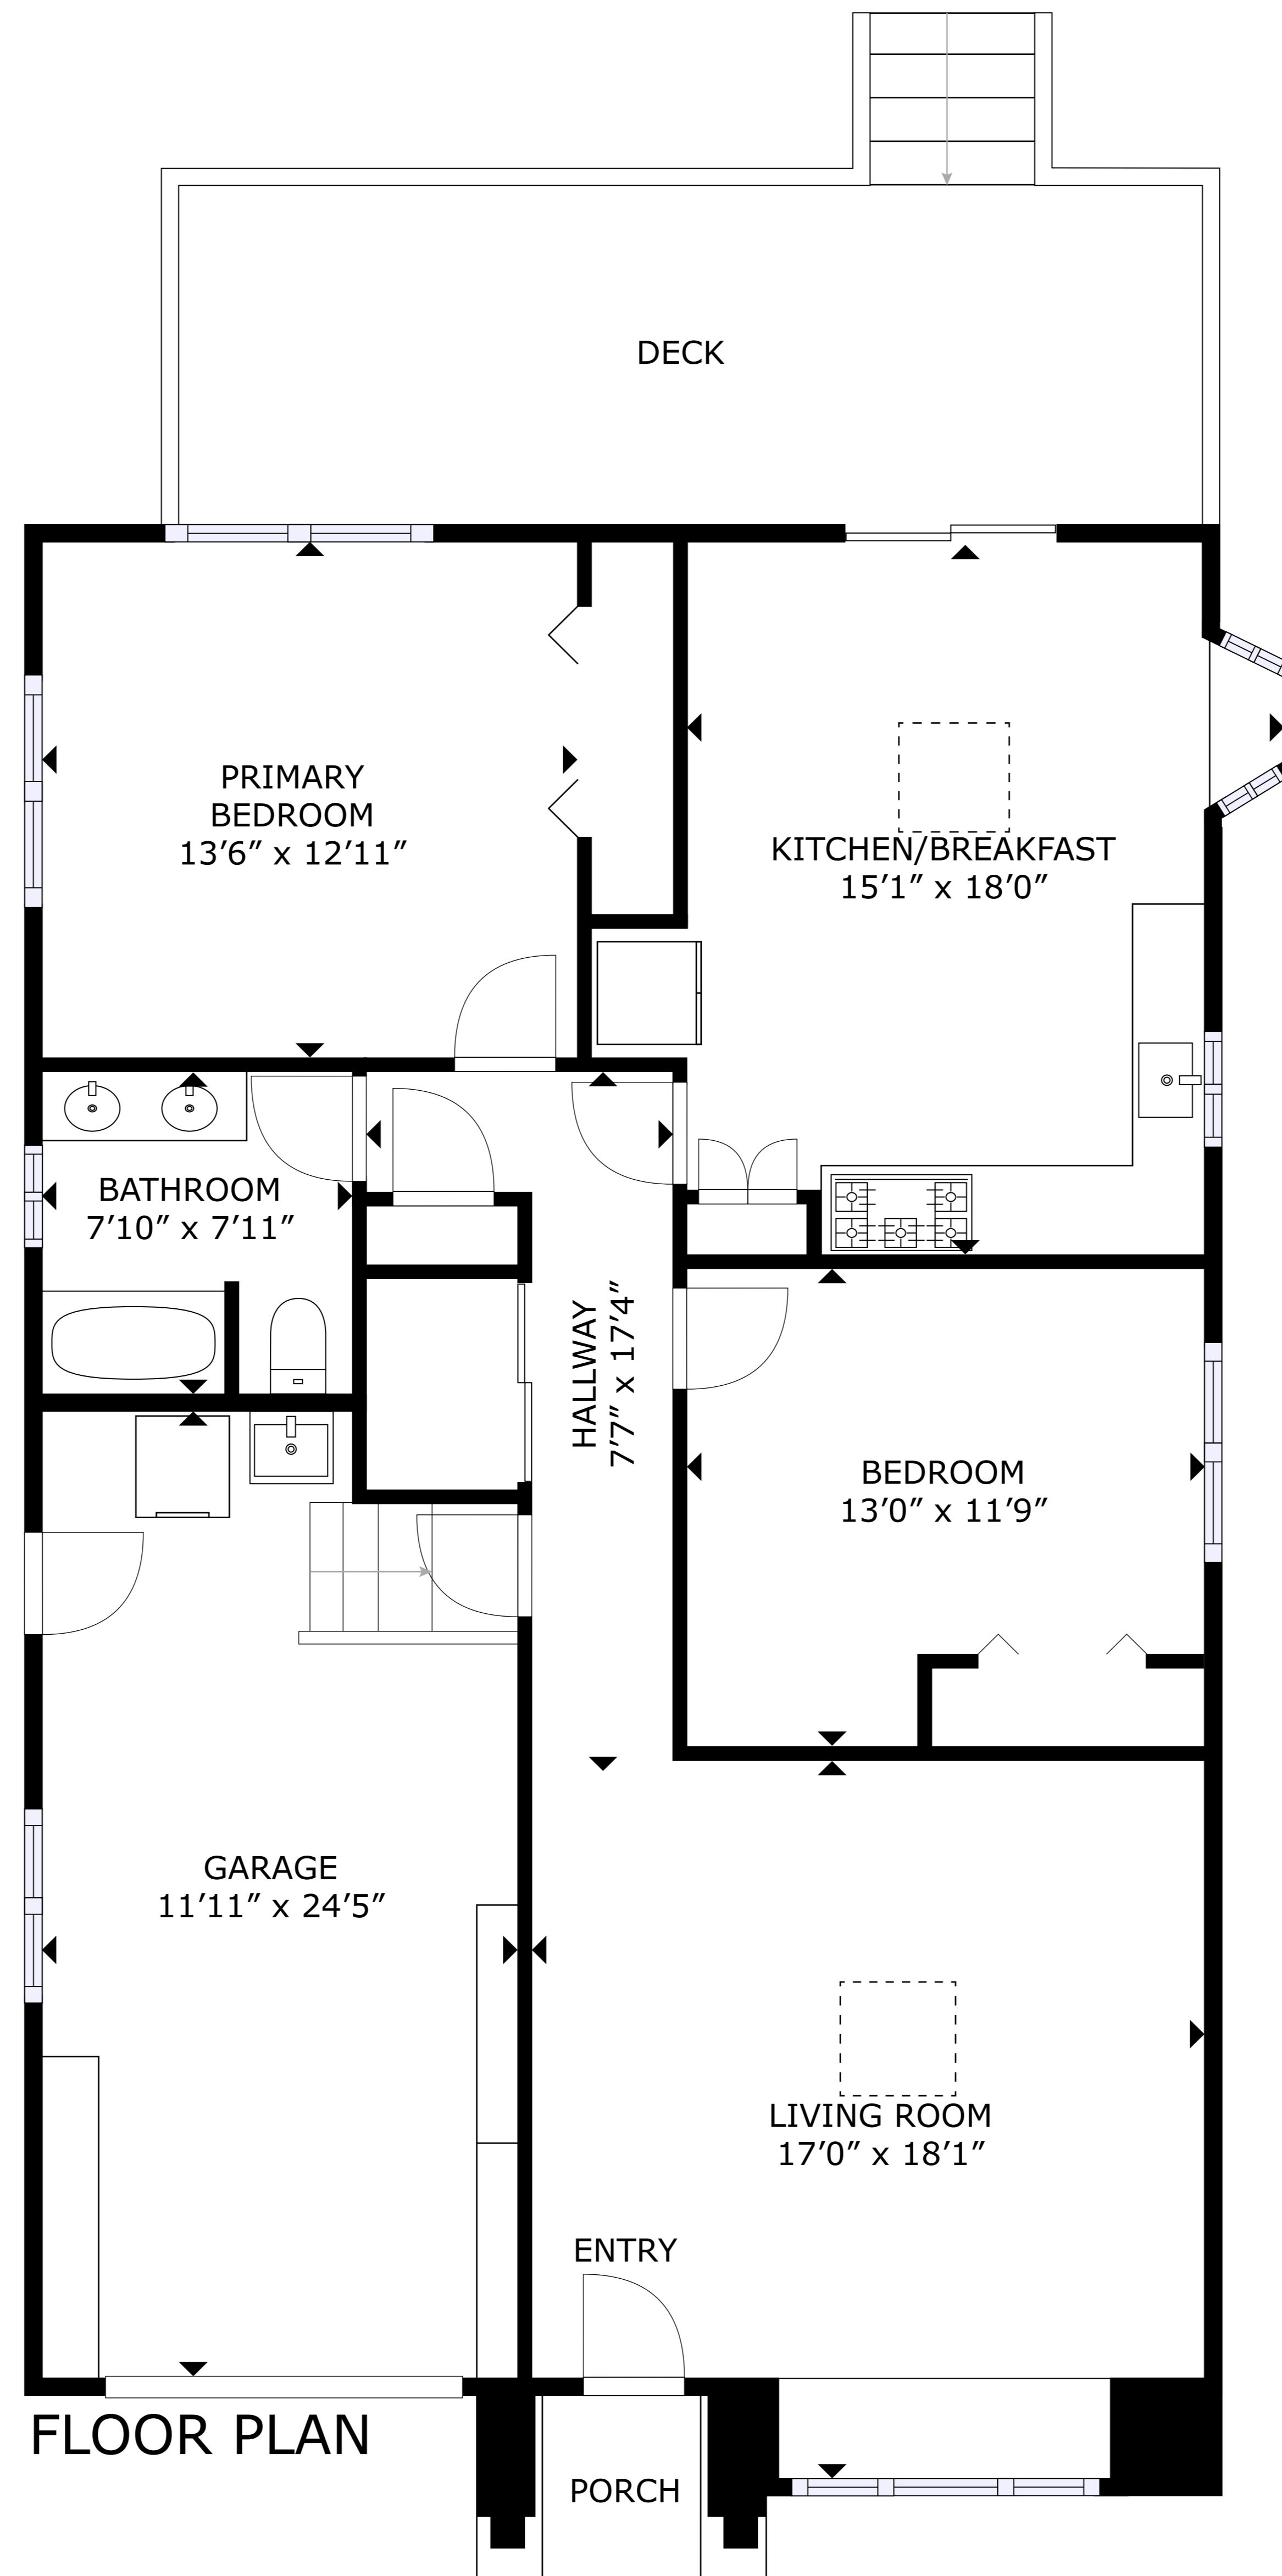 DECK
PRIMARY
BEDROOM
13’6” x 12’11”
KITCHEN/BREAKFAST
15’1” x 18’0”
BATHROOM
7’10” x 7’11”
HALLWAY
7’7” x 17’4”
BEDROOM
13’0” x 11’9”
GARAGE
11’11” x 24’5”
LIVING ROOM
17’0” x 18’1”
ENTRY
FLOOR PLAN
PORCH